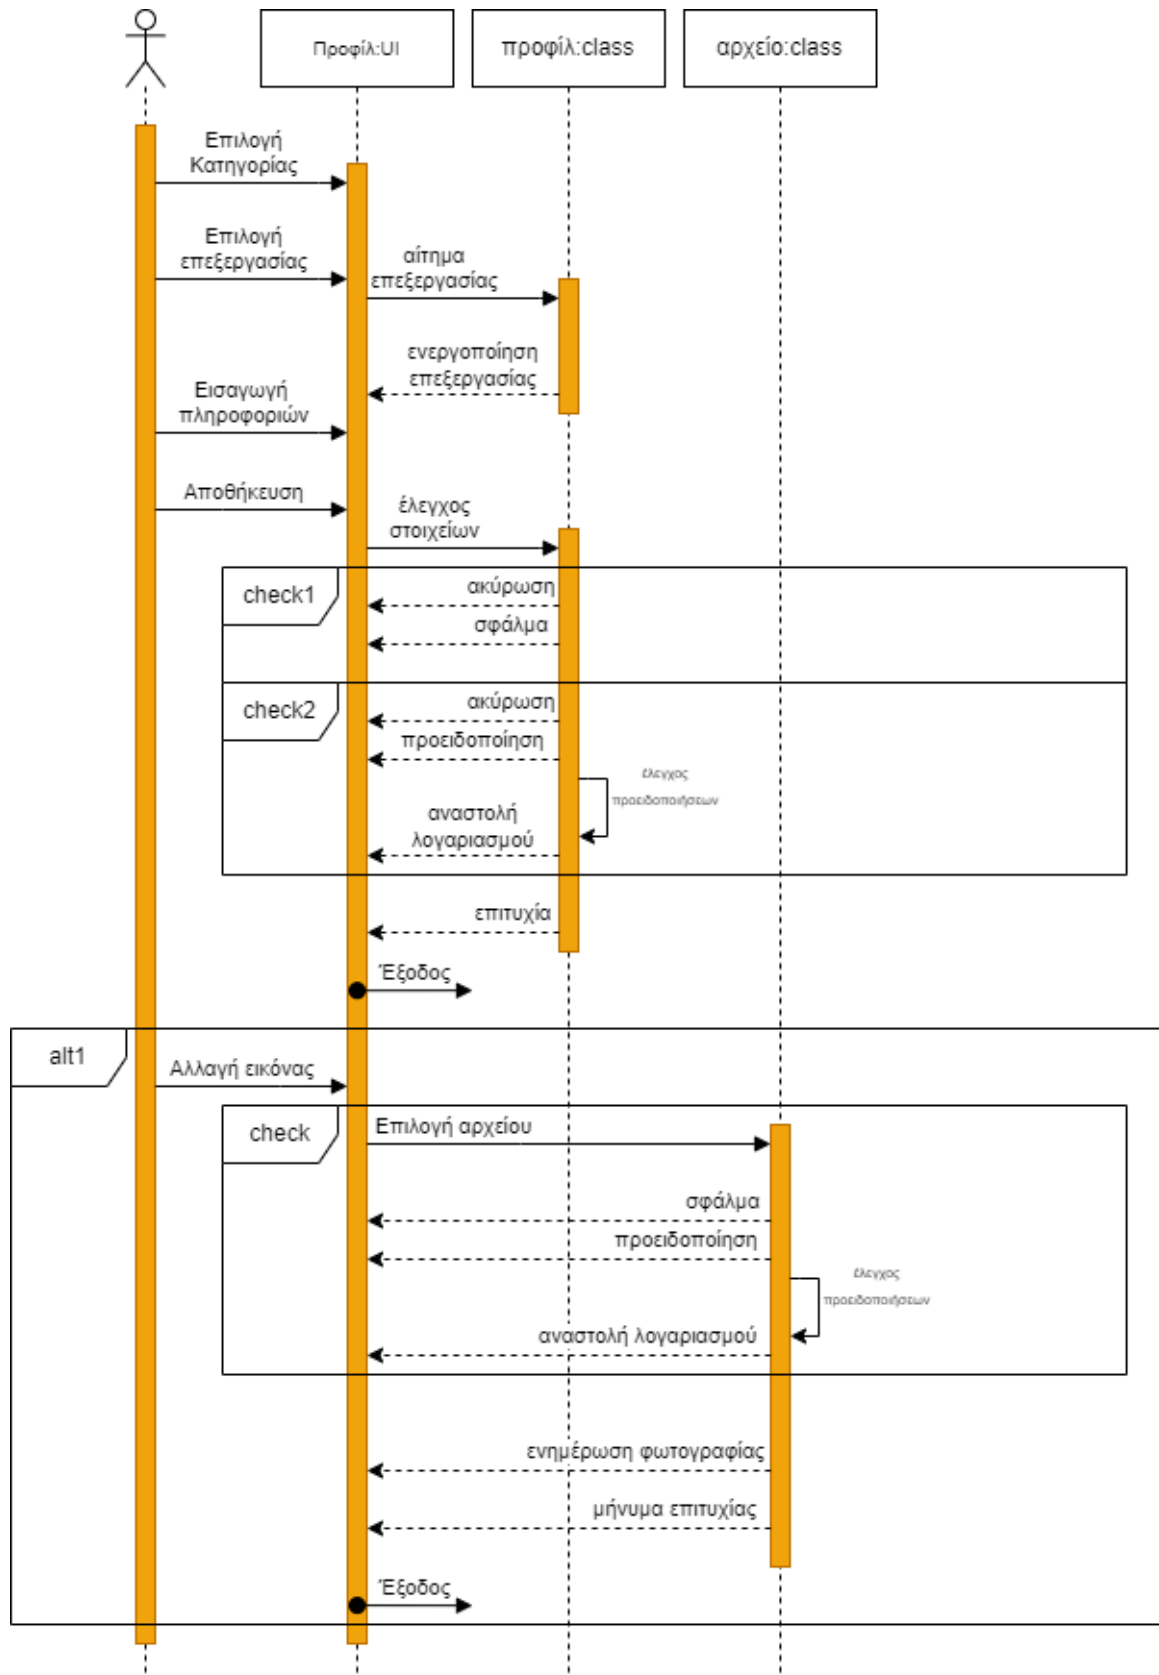 Προφίλ:UI
προφίλ:class
αρχείο:class
Επιλογή
Κατηγορίας
Επιλογή
επεξεργασίας
αίτημα
επεξεργασίας
ενεργοποίηση
επεξεργασίας
Εισαγωγή
πληροφοριών
Αποθήκευση
έλεγχος
στοιχείων
check1
ακύρωση
σφάλμα
check2
ακύρωση
προειδοποίηση
έλεγχος
προειδοποιήσεων
αναστολή
λογαριασμού
επιτυχία
Έξοδος
alt1
Αλλαγή εικόνας
check
Επιλογή αρχείου
σφάλμα
προειδοποίηση
έλεγχος
προειδοποιήσεων
αναστολή λογαριασμού
ενημέρωση φωτογραφίας
μήνυμα επιτυχίας
Έξοδος